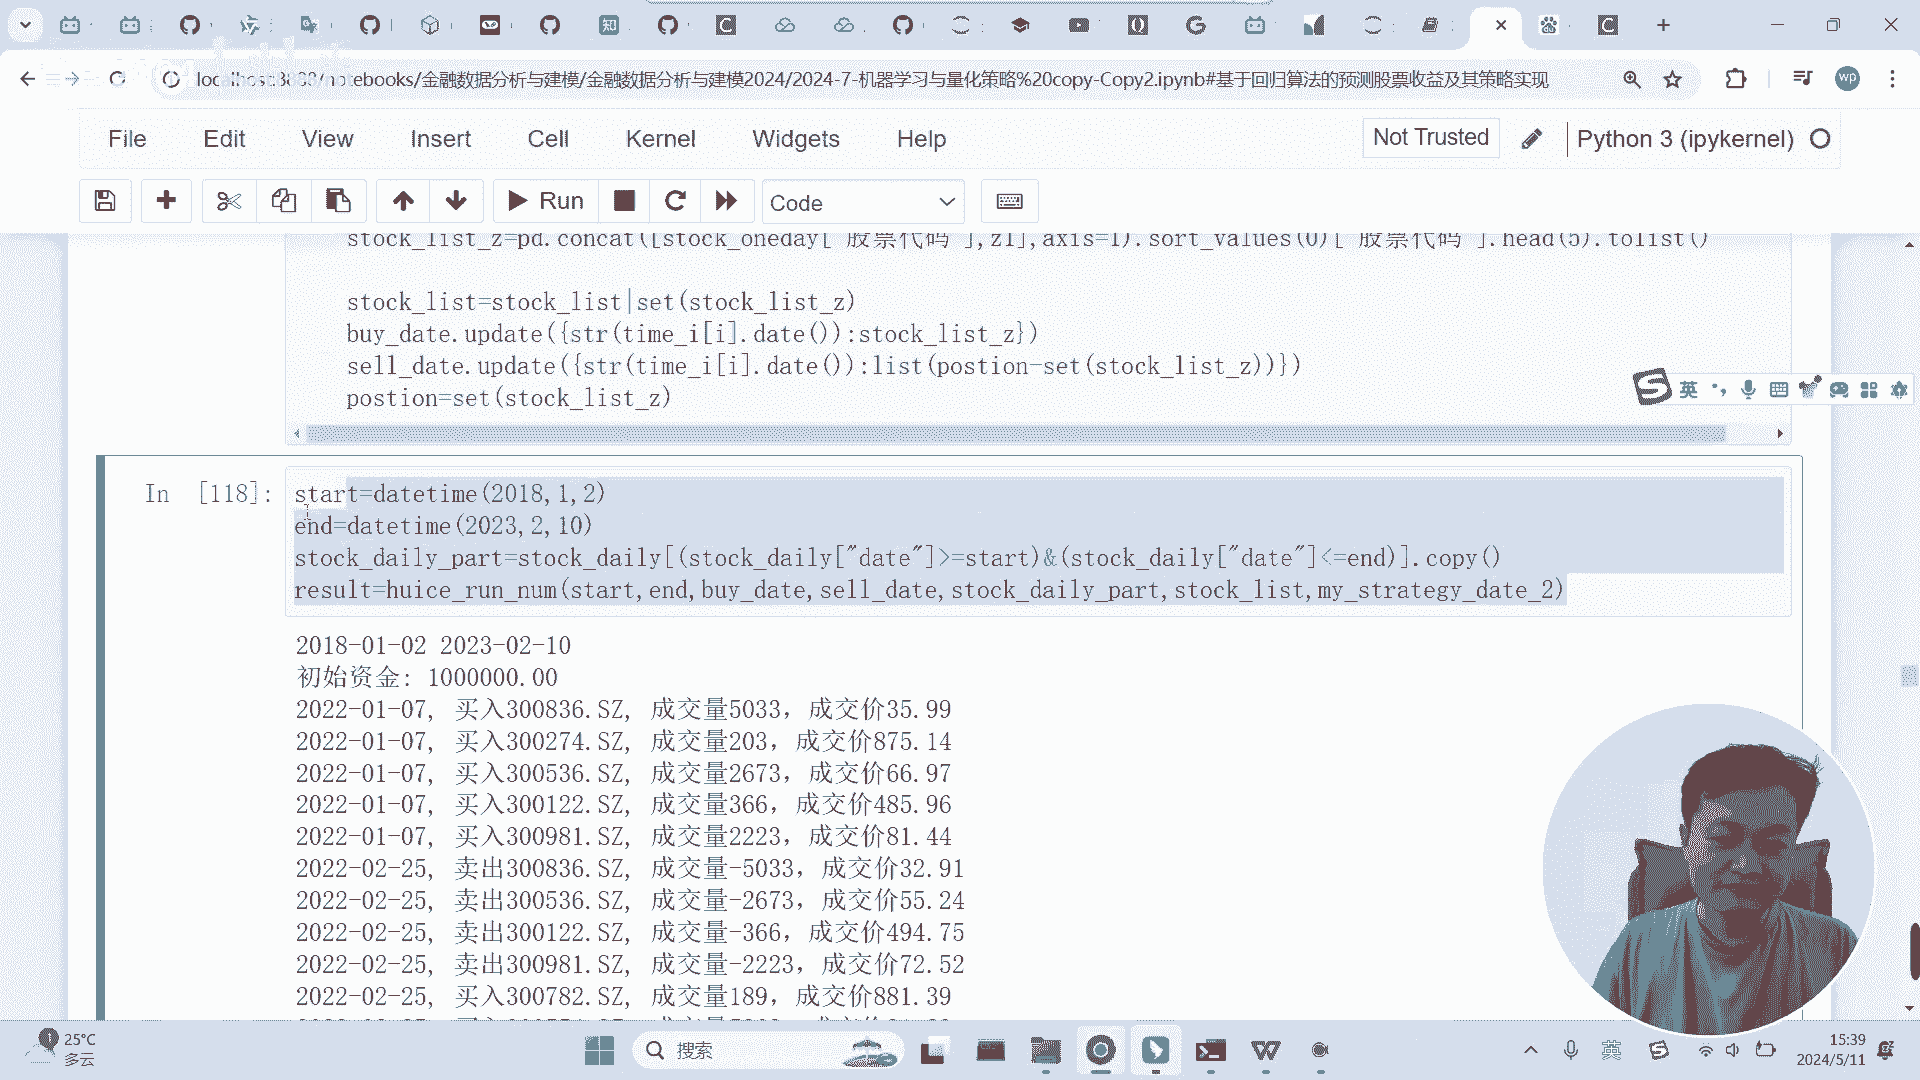 localhost:8888/notebooks/金融数据分析与建模/金融数据分析与建模2024/2024-7-机器学习与量化策略%20copy-Copy2.ipynb#基于回归算法的预测股票收益及其策略实现
wp
File Edit View Insert Cell Kernel Widgets Help
Not Trusted
Python 3 (ipykernel)
Run
Code
stock_list_z=pd.concat([stock_oneday["股票代码"],z1],axis=1).sort_values(0)["股票代码"].head(5).tolist()
stock_list=stock_list|set(stock_list_z)
buy_date.update({str(time_i[i].date()):stock_list_z})
sell_date.update({str(time_i[i].date()):list(postion-set(stock_list_z))})
postion=set(stock_list_z)
英
In [118]:
start=datetime(2018,1,2)
end=datetime(2023,2,10)
stock_daily_part=stock_daily[(stock_daily["date"]>=start)&(stock_daily["date"]<=end)].copy()
result=huice_run_num(start,end,buy_date,sell_date,stock_daily_part,stock_list,my_strategy_date_2)
2018-01-02 2023-02-10
初始资金: 1000000.00
2022-01-07, 买入300836.SZ, 成交量5033，成交价35.99
2022-01-07, 买入300274.SZ, 成交量203，成交价875.14
2022-01-07, 买入300536.SZ, 成交量2673，成交价66.97
2022-01-07, 买入300122.SZ, 成交量366，成交价485.96
2022-01-07, 买入300981.SZ, 成交量2223，成交价81.44
2022-02-25, 卖出300836.SZ, 成交量-5033，成交价32.91
2022-02-25, 卖出300536.SZ, 成交量-2673，成交价55.24
2022-02-25, 卖出300122.SZ, 成交量-366，成交价494.75
2022-02-25, 卖出300981.SZ, 成交量-2223，成交价72.52
2022-02-25, 买入300782.SZ, 成交量189，成交价881.39
25°C
多云
搜索
英
15:39
2024/5/11